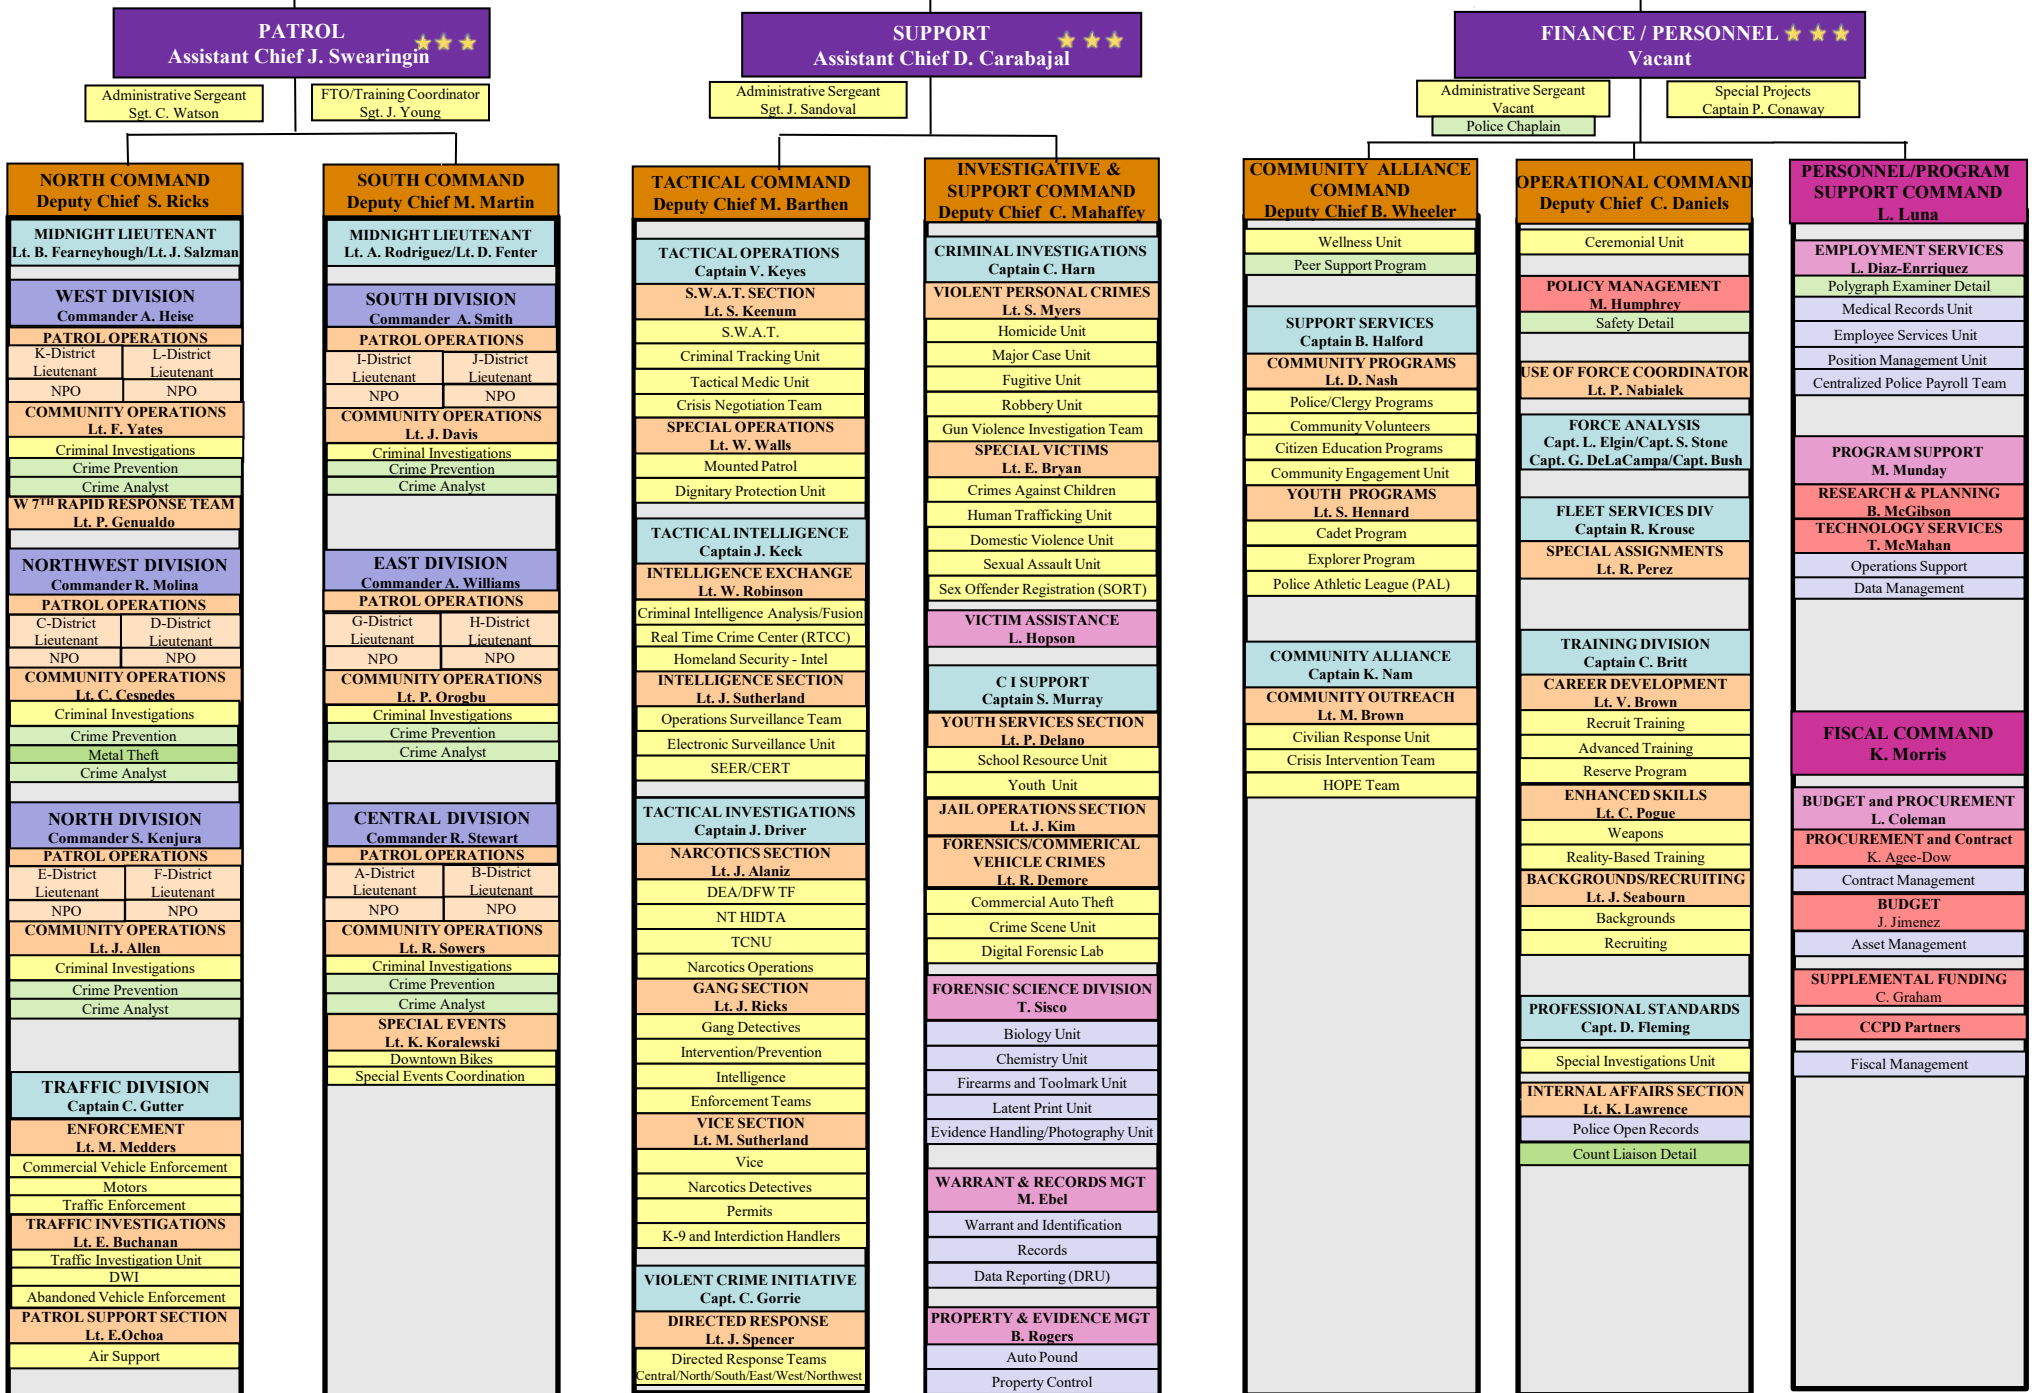 PATROL
Assistant Chief J. Swearingin
Administrative Sergeant
Sgt. C. Watson
FTO/Training Coordinator
Sgt. J. Young
NORTH COMMAND
Deputy Chief S. Ricks
MIDNIGHT LIEUTENANT
Lt. B. Fearneyhough/Lt. J. Salzman
WEST DIVISION
Commander A. Heise
PATROL OPERATIONS
K-District
Lieutenant
L-District
Lieutenant
NPO
NPO
COMMUNITY OPERATIONS
Lt. F. Yates
Criminal Investigations
Crime Prevention
Crime Analyst
W 7TH RAPID RESPONSE TEAM
Lt. P. Genualdo
NORTHWEST DIVISION
Commander R. Molina
PATROL OPERATIONS
C-District
Lieutenant
D-District
Lieutenant
NPO
NPO
COMMUNITY OPERATIONS
Lt. C. Cespedes
Criminal Investigations
Crime Prevention
Metal Theft
Crime Analyst
NORTH DIVISION
Commander S. Kenjura
PATROL OPERATIONS
E-District
Lieutenant
F-District
Lieutenant
NPO
NPO
COMMUNITY OPERATIONS
Lt. J. Allen
Criminal Investigations
Crime Prevention
Crime Analyst
TRAFFIC DIVISION
Captain C. Gutter
ENFORCEMENT
Lt. M. Medders
Commercial Vehicle Enforcement
Motors
Traffic Enforcement
TRAFFIC INVESTIGATIONS
Lt. E. Buchanan
Traffic Investigation Unit
DWI
Abandoned Vehicle Enforcement
PATROL SUPPORT SECTION
Lt. E.Ochoa
Air Support
SOUTH COMMAND
Deputy Chief M. Martin
MIDNIGHT LIEUTENANT
Lt. A. Rodriguez/Lt. D. Fenter
SOUTH DIVISION
Commander A. Smith
PATROL OPERATIONS
I-District
Lieutenant
J-District
Lieutenant
NPO
NPO
COMMUNITY OPERATIONS
Lt. J. Davis
Criminal Investigations
Crime Prevention
Crime Analyst
EAST DIVISION
Commander A. Williams
PATROL OPERATIONS
G-District
Lieutenant
H-District
Lieutenant
NPO
NPO
COMMUNITY OPERATIONS
Lt. P. Orogbu
Criminal Investigations
Crime Prevention
Crime Analyst
CENTRAL DIVISION
Commander R. Stewart
PATROL OPERATIONS
A-District
Lieutenant
B-District
Lieutenant
NPO
NPO
COMMUNITY OPERATIONS
Lt. R. Sowers
Criminal Investigations
Crime Prevention
Crime Analyst
SPECIAL EVENTS
Lt. K. Koralewski
Downtown Bikes
Special Events Coordination
SUPPORT
Assistant Chief D. Carabajal
Administrative Sergeant
Sgt. J. Sandoval
TACTICAL COMMAND
Deputy Chief M. Barthen
TACTICAL OPERATIONS
Captain V. Keyes
S.W.A.T. SECTION
Lt. S. Keenum
S.W.A.T.
Criminal Tracking Unit
Tactical Medic Unit
Crisis Negotiation Team
SPECIAL OPERATIONS
Lt. W. Walls
Mounted Patrol
Dignitary Protection Unit
TACTICAL INTELLIGENCE
Captain J. Keck
INTELLIGENCE EXCHANGE
Lt. W. Robinson
Criminal Intelligence Analysis/Fusion
Real Time Crime Center (RTCC)
Homeland Security - Intel
INTELLIGENCE SECTION
Lt. J. Sutherland
Operations Surveillance Team
Electronic Surveillance Unit
SEER/CERT
TACTICAL INVESTIGATIONS
Captain J. Driver
NARCOTICS SECTION
Lt. J. Alaniz
DEA/DFW TF
NT HIDTA
TCNU
Narcotics Operations
GANG SECTION
Lt. J. Ricks
Gang Detectives
Intervention/Prevention
Intelligence
Enforcement Teams
VICE SECTION
Lt. M. Sutherland
Vice
Narcotics Detectives
Permits
K-9 and Interdiction Handlers
VIOLENT CRIME INITIATIVE
Capt. C. Gorrie
DIRECTED RESPONSE
Lt. J. Spencer
Directed Response Teams
Central/North/South/East/West/Northwest
INVESTIGATIVE &
SUPPORT COMMAND
Deputy Chief C. Mahaffey
CRIMINAL INVESTIGATIONS
Captain C. Harn
VIOLENT PERSONAL CRIMES
Lt. S. Myers
Homicide Unit
Major Case Unit
Fugitive Unit
Robbery Unit
Gun Violence Investigation Team
SPECIAL VICTIMS
Lt. E. Bryan
Crimes Against Children
Human Trafficking Unit
Domestic Violence Unit
Sexual Assault Unit
Sex Offender Registration (SORT)
VICTIM ASSISTANCE
L. Hopson
C I SUPPORT
Captain S. Murray
YOUTH SERVICES SECTION
Lt. P. Delano
School Resource Unit
Youth Unit
JAIL OPERATIONS SECTION
Lt. J. Kim
FORENSICS/COMMERICAL
VEHICLE CRIMES
Lt. R. Demore
Commercial Auto Theft
Crime Scene Unit
Digital Forensic Lab
FORENSIC SCIENCE DIVISION
T. Sisco
Biology Unit
Chemistry Unit
Firearms and Toolmark Unit
Latent Print Unit
Evidence Handling/Photography Unit
WARRANT & RECORDS MGT
M. Ebel
Warrant and Identification
Records
Data Reporting (DRU)
PROPERTY & EVIDENCE MGT
B. Rogers
Auto Pound
Property Control
FINANCE / PERSONNEL
Vacant
Administrative Sergeant
Vacant
Police Chaplain
Special Projects
Captain P. Conaway
COMMUNITY ALLIANCE
COMMAND
Deputy Chief B. Wheeler
Wellness Unit
Peer Support Program
SUPPORT SERVICES
Captain B. Halford
COMMUNITY PROGRAMS
Lt. D. Nash
Police/Clergy Programs
Community Volunteers
Citizen Education Programs
Community Engagement Unit
YOUTH PROGRAMS
Lt. S. Hennard
Cadet Program
Explorer Program
Police Athletic League (PAL)
COMMUNITY ALLIANCE
Captain K. Nam
COMMUNITY OUTREACH
Lt. M. Brown
Civilian Response Unit
Crisis Intervention Team
HOPE Team
OPERATIONAL COMMAND
Deputy Chief C. Daniels
Ceremonial Unit
POLICY MANAGEMENT
M. Humphrey
Safety Detail
USE OF FORCE COORDINATOR
Lt. P. Nabialek
FORCE ANALYSIS
Capt. L. Elgin/Capt. S. Stone
Capt. G. DeLaCampa/Capt. Bush
FLEET SERVICES DIV
Captain R. Krouse
SPECIAL ASSIGNMENTS
Lt. R. Perez
TRAINING DIVISION
Captain C. Britt
CAREER DEVELOPMENT
Lt. V. Brown
Recruit Training
Advanced Training
Reserve Program
ENHANCED SKILLS
Lt. C. Pogue
Weapons
Reality-Based Training
BACKGROUNDS/RECRUITING
Lt. J. Seabourn
Backgrounds
Recruiting
PROFESSIONAL STANDARDS
Capt. D. Fleming
Special Investigations Unit
INTERNAL AFFAIRS SECTION
Lt. K. Lawrence
Police Open Records
Count Liaison Detail
PERSONNEL/PROGRAM
SUPPORT COMMAND
L. Luna
EMPLOYMENT SERVICES
L. Diaz-Enrriquez
Polygraph Examiner Detail
Medical Records Unit
Employee Services Unit
Position Management Unit
Centralized Police Payroll Team
PROGRAM SUPPORT
M. Munday
RESEARCH & PLANNING
B. McGibson
TECHNOLOGY SERVICES
T. McMahan
Operations Support
Data Management
FISCAL COMMAND
K. Morris
BUDGET and PROCUREMENT
L. Coleman
PROCUREMENT and Contract
K. Agee-Dow
Contract Management
BUDGET
J. Jimenez
Asset Management
SUPPLEMENTAL FUNDING
C. Graham
CCPD Partners
Fiscal Management